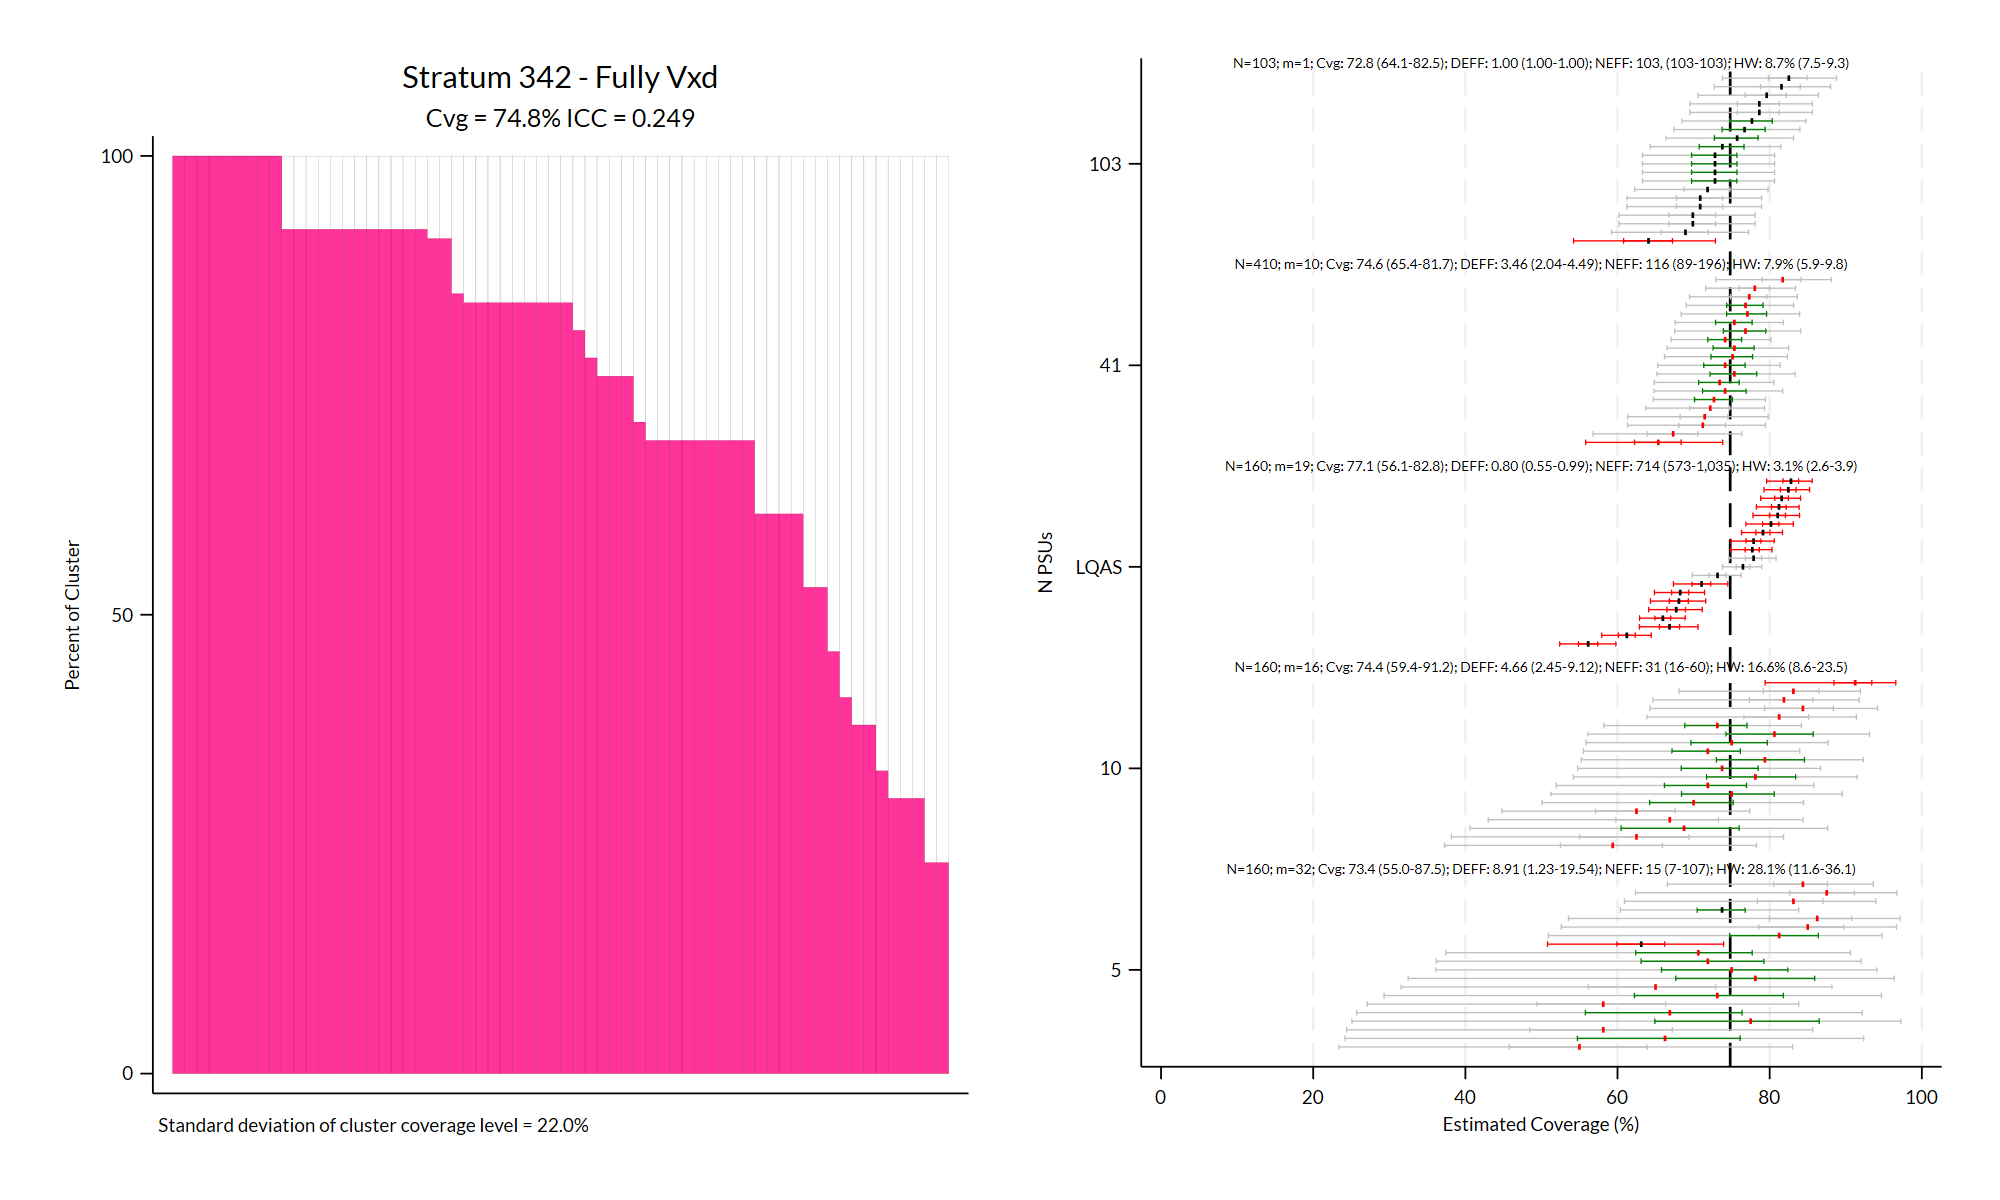 Stratum 342 - Fully Vxd
Cvg = 74.8% ICC = 0.249
100
50
0
Percent of Cluster
Standard deviation of cluster coverage level = 22.0%
N=103; m=1; Cvg: 72.8 (64.1-82.5); DEFF: 1.00 (1.00-1.00); NEFF: 103, (103-103); HW: 8.7% (7.5-9.3)
103
N=410; m=10; Cvg: 74.6 (65.4-81.7); DEFF: 3.46 (2.04-4.49); NEFF: 116 (89-196); HW: 7.9% (5.9-9.8)
41
N=160; m=19; Cvg: 77.1 (56.1-82.8); DEFF: 0.80 (0.55-0.99); NEFF: 714 (573-1,035); HW: 3.1% (2.6-3.9)
LQAS
N=160; m=16; Cvg: 74.4 (59.4-91.2); DEFF: 4.66 (2.45-9.12); NEFF: 31 (16-60); HW: 16.6% (8.6-23.5)
10
N=160; m=32; Cvg: 73.4 (55.0-87.5); DEFF: 8.91 (1.23-19.54); NEFF: 15 (7-107); HW: 28.1% (11.6-36.1)
5
N PSUs
0 20 40 60 80 100
Estimated Coverage (%)